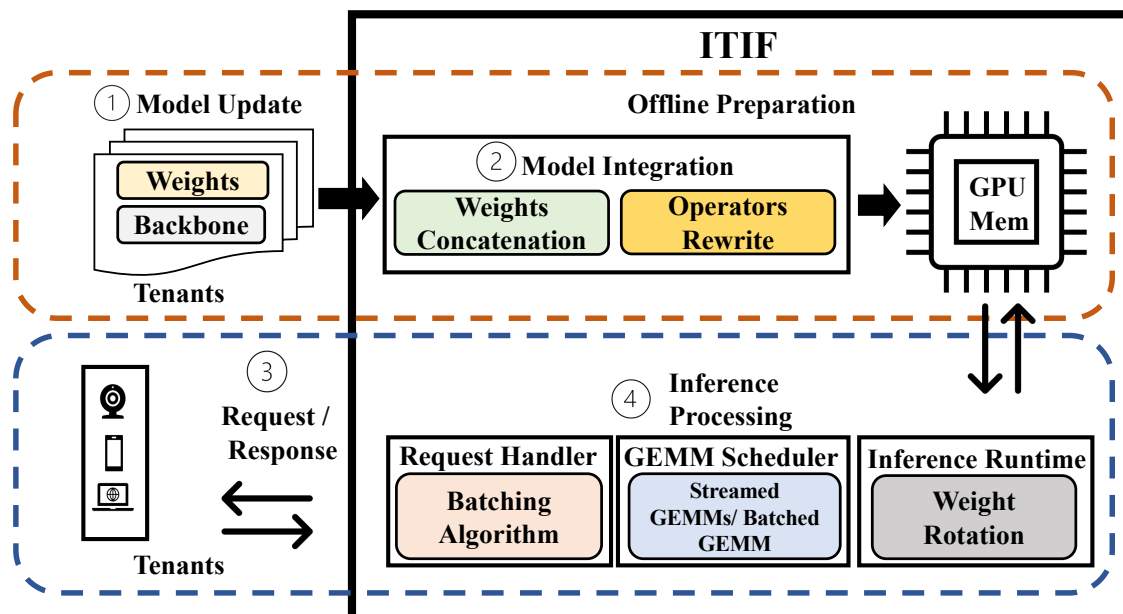 ITIF
① Model Update
Offline Preparation
Weights
Backbone
Tenants
② Model Integration
Weights
Concatenation
Operators
Rewrite
GPU
Mem
③
Request /
Response
Tenants
④ Inference
Processing
Request Handler
Batching
Algorithm
GEMM Scheduler
Streamed
GEMMs/ Batched
GEMM
Inference Runtime
Weight
Rotation